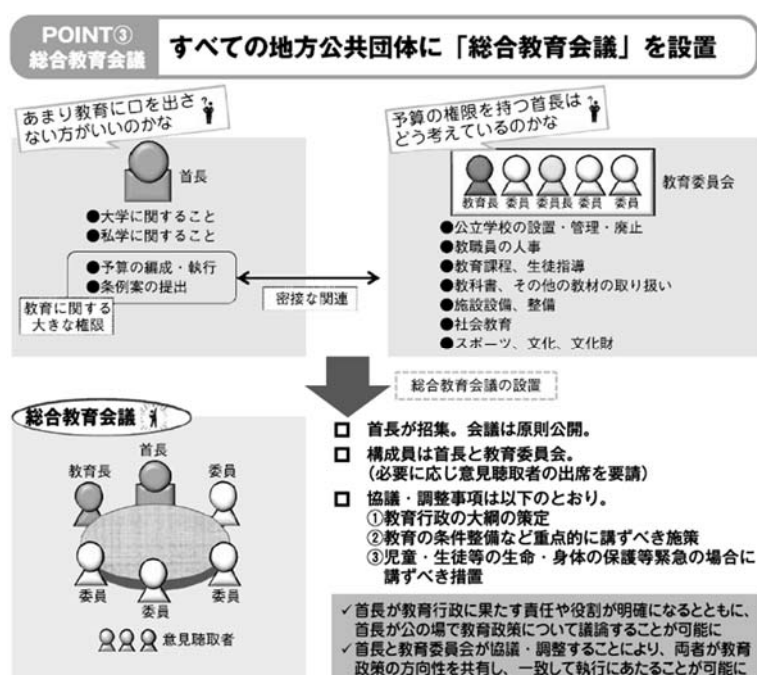 POINT③
総合教育会議
すべての地方公共団体に「総合教育会議」を設置
あまり教育に口を出さ
ない方がいいのかな
首長
●大学に関すること
●私学に関すること
●予算の編成・執行
●条例案の提出
教育に関する
大きな権限
密接な関連
予算の権限を持つ首長は
どう考えているのかな
教育長 委員 委員長 委員 委員
教育委員会
●公立学校の設置・管理・廃止
●教職員の人事
●教育課程、生徒指導
●教科書、その他の教材の取り扱い
●施設設備、整備
●社会教育
●スポーツ、文化、文化財
総合教育会議の設置
総合教育会議
首長
教育長
委員
委員
委員
委員
意見聴取者
□ 首長が招集。会議は原則公開。
□ 構成員は首長と教育委員会。
(必要に応じ意見聴取者の出席を要請)
□ 協議・調整事項は以下のとおり。
①教育行政の大綱の策定
②教育の条件整備など重点的に講ずべき施策
③児童・生徒等の生命・身体の保護等緊急の場合に
講ずべき措置
✓首長が教育行政に果たす責任や役割が明確になるとともに、
首長が公の場で教育政策について議論することが可能に
✓首長と教育委員会が協議・調整することにより、両者が教育
政策の方向性を共有し、一致して執行にあたることが可能に